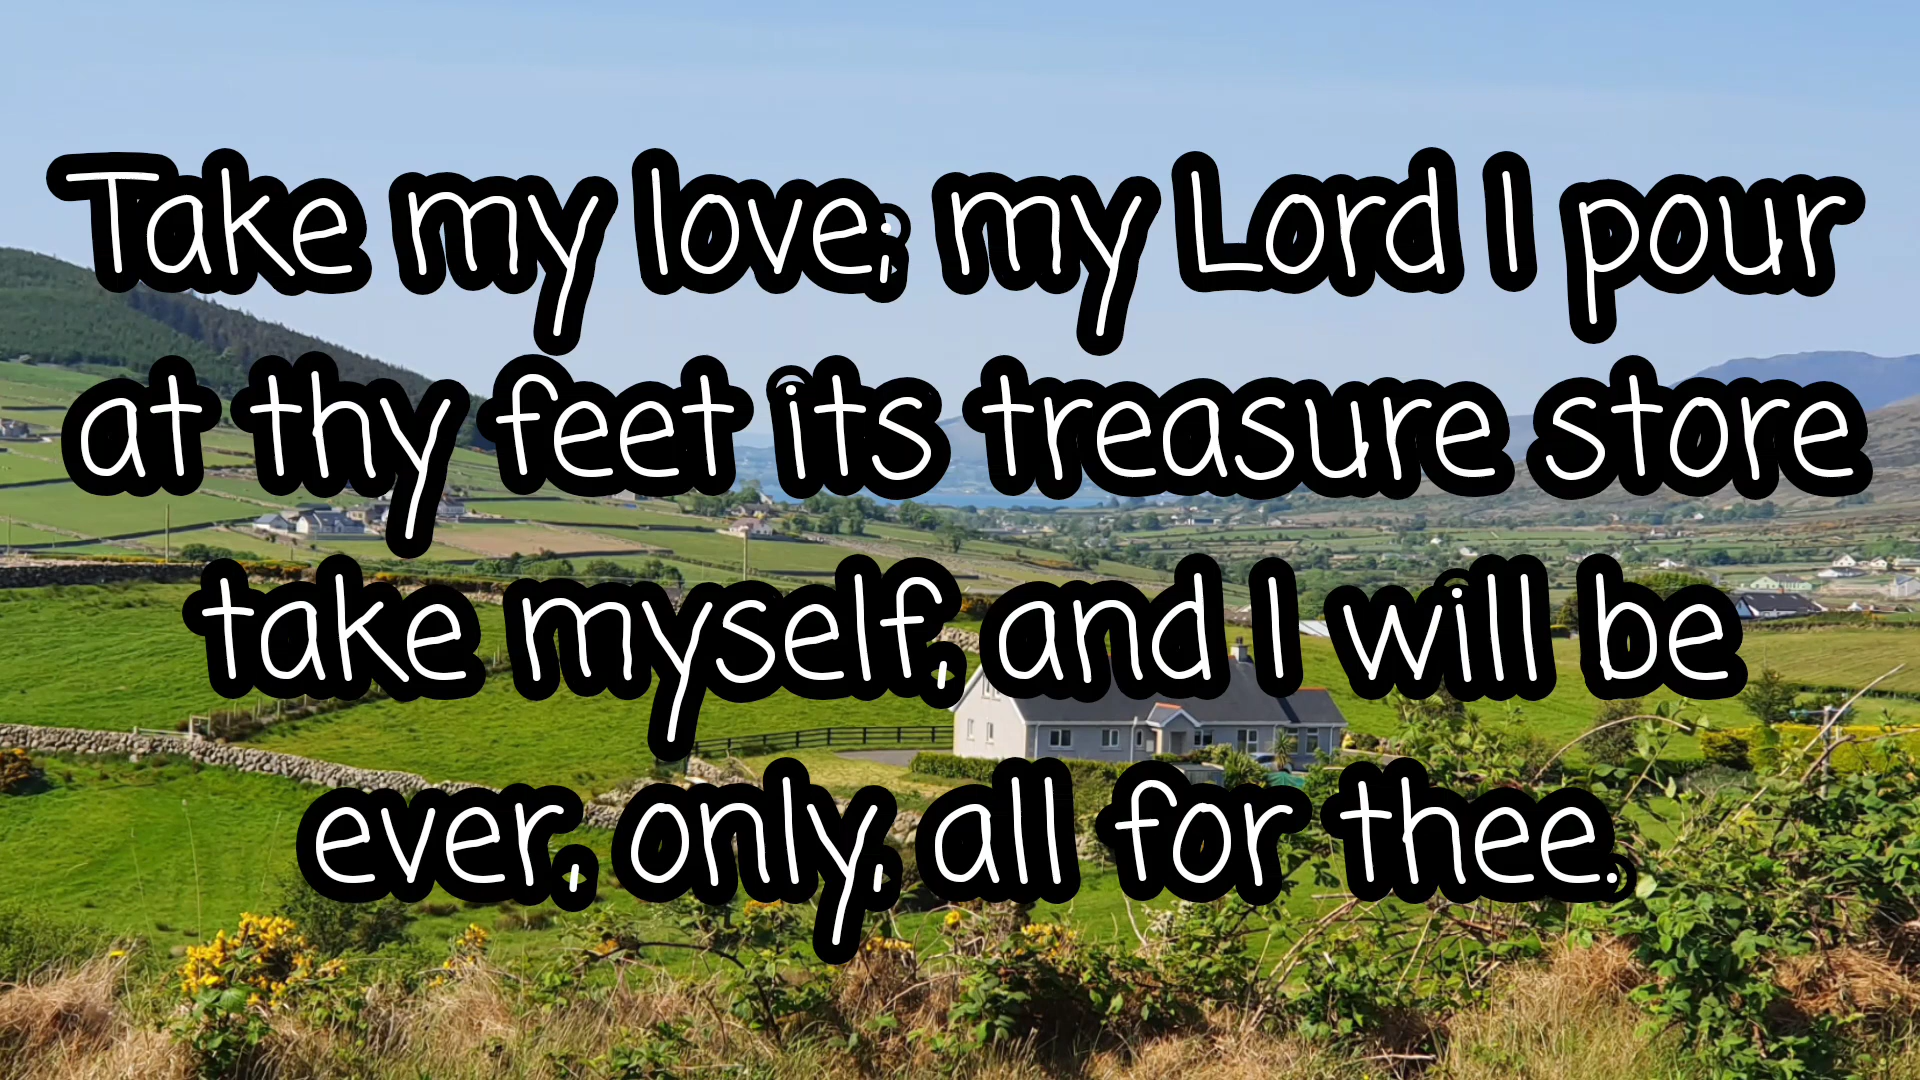 Take my love; my Lord I pour
at thy feet its treasure store
take myself, and I will be
ever, only, all for thee.